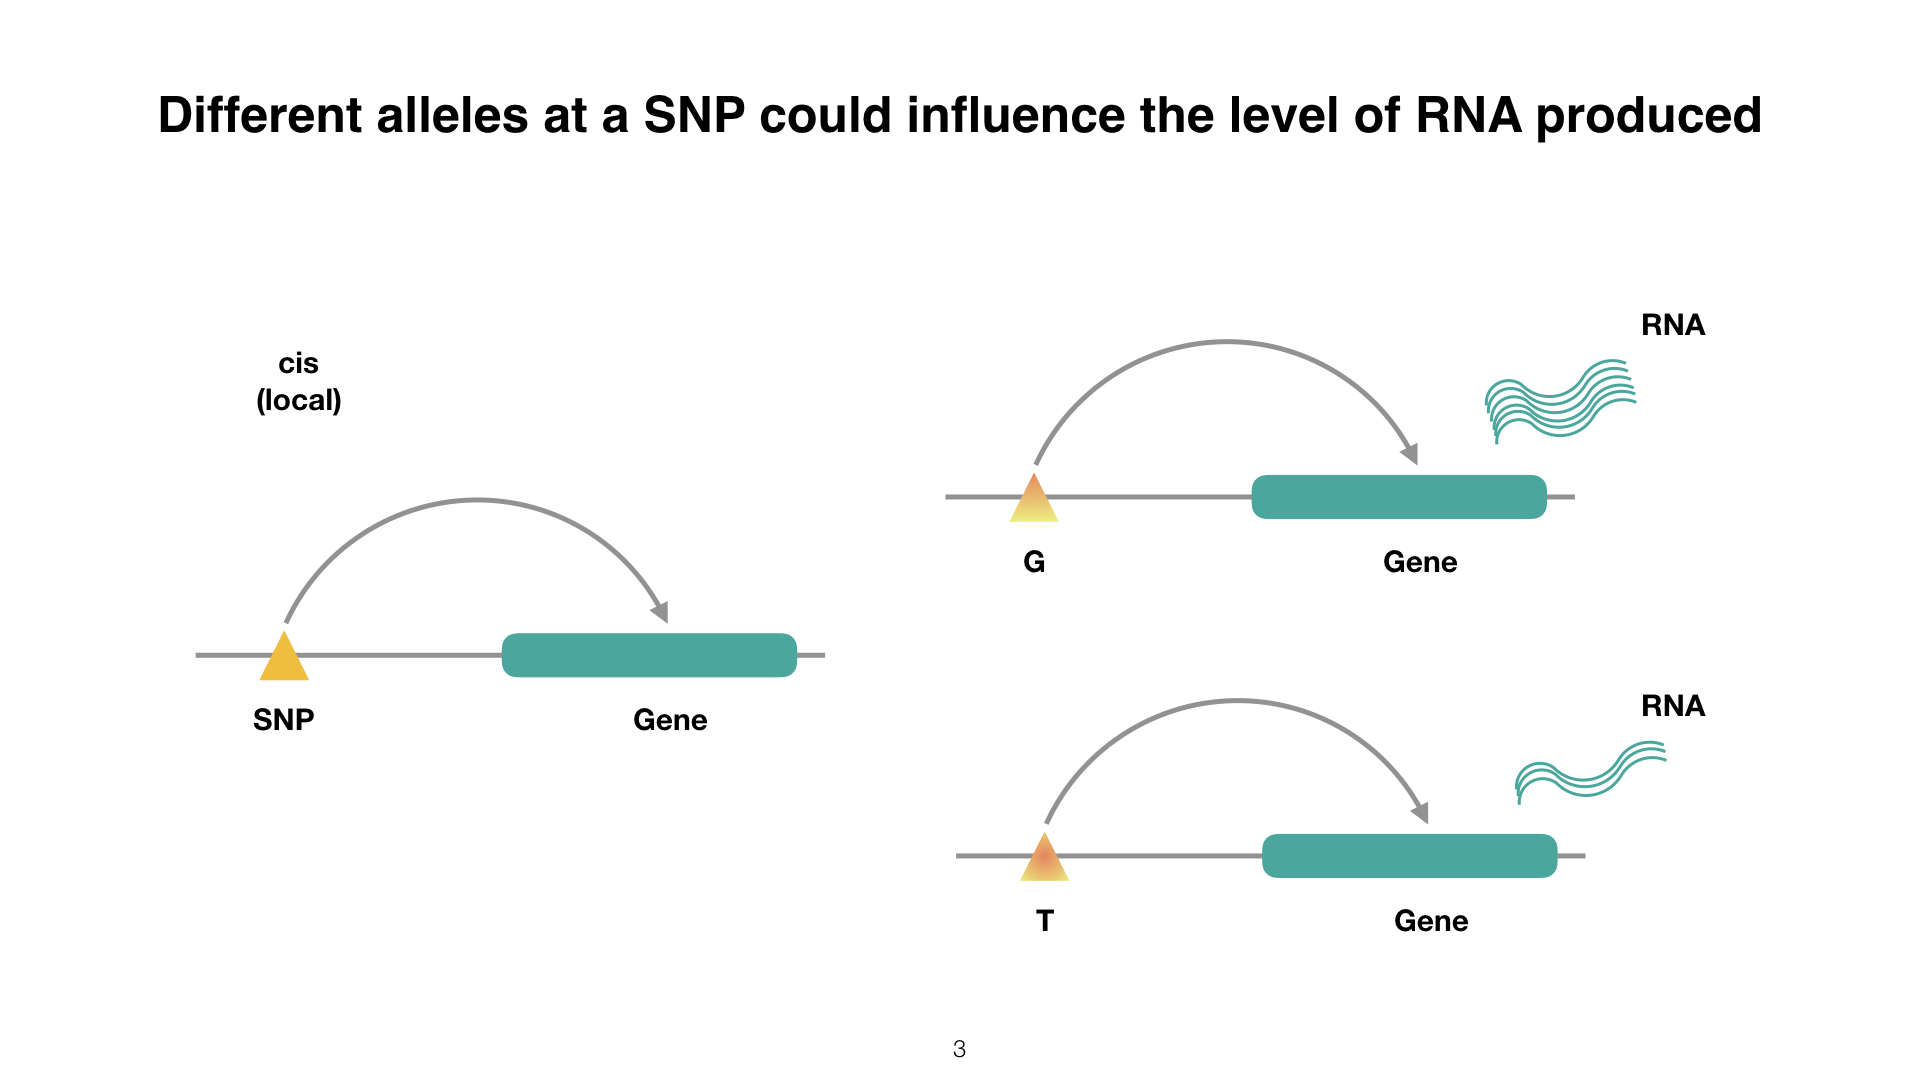 Different alleles at a SNP could influence the level of RNA produced
cis
(local)
SNP
Gene
RNA
G
Gene
RNA
T
Gene
3